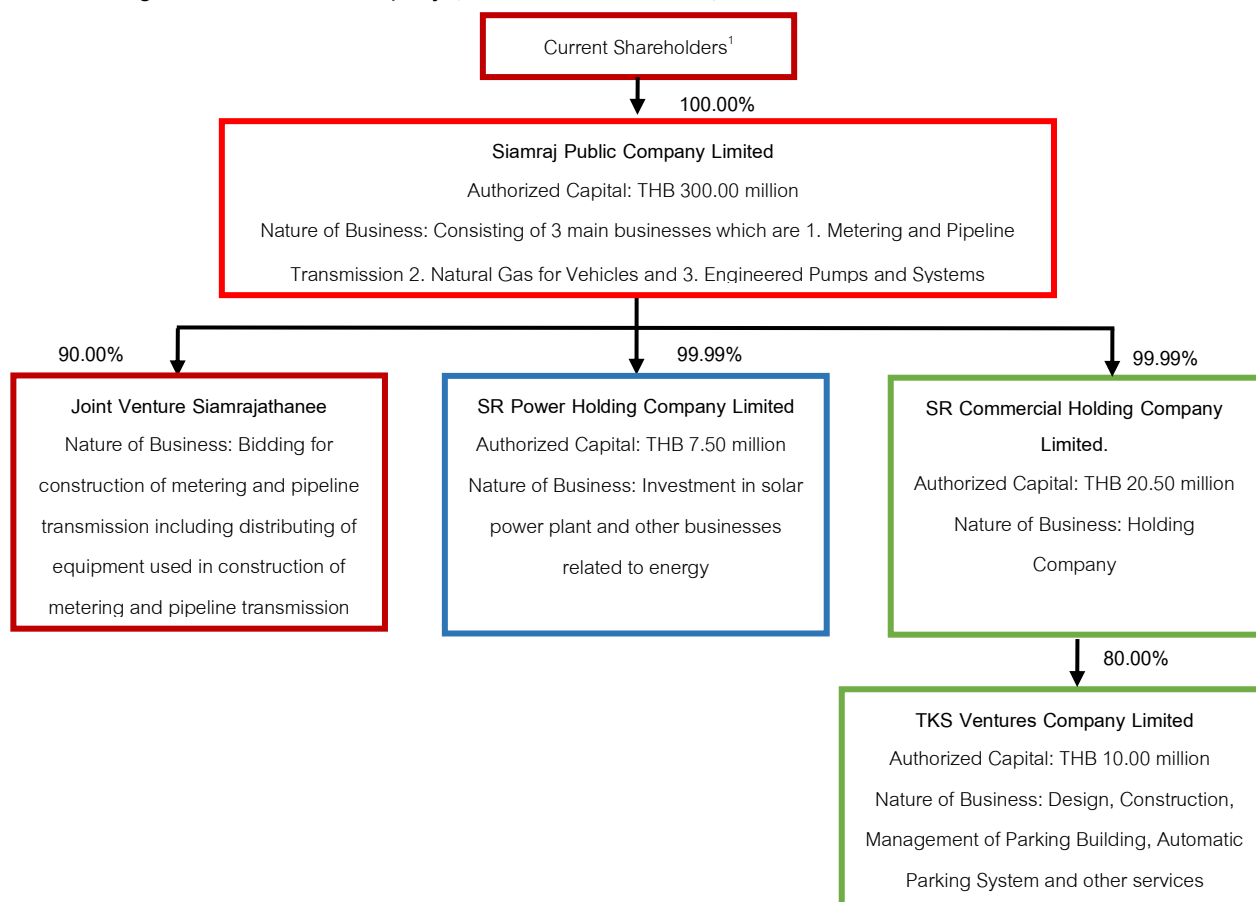 Current Shareholders1
100.00%
Siamraj Public Company Limited
Authorized Capital: THB 300.00 million
Nature of Business: Consisting of 3 main businesses which are 1. Metering and Pipeline
Transmission 2. Natural Gas for Vehicles and 3. Engineered Pumps and Systems
90.00%
99.99%
99.99%
Joint Venture Siamrajathanee
Nature of Business: Bidding for
construction of metering and pipeline
transmission including distributing of
equipment used in construction of
metering and pipeline transmission
SR Power Holding Company Limited
Authorized Capital: THB 7.50 million
Nature of Business: Investment in solar
power plant and other businesses
related to energy
SR Commercial Holding Company
Limited.
Authorized Capital: THB 20.50 million
Nature of Business: Holding
Company
80.00%
TKS Ventures Company Limited
Authorized Capital: THB 10.00 million
Nature of Business: Design, Construction,
Management of Parking Building, Automatic
Parking System and other services